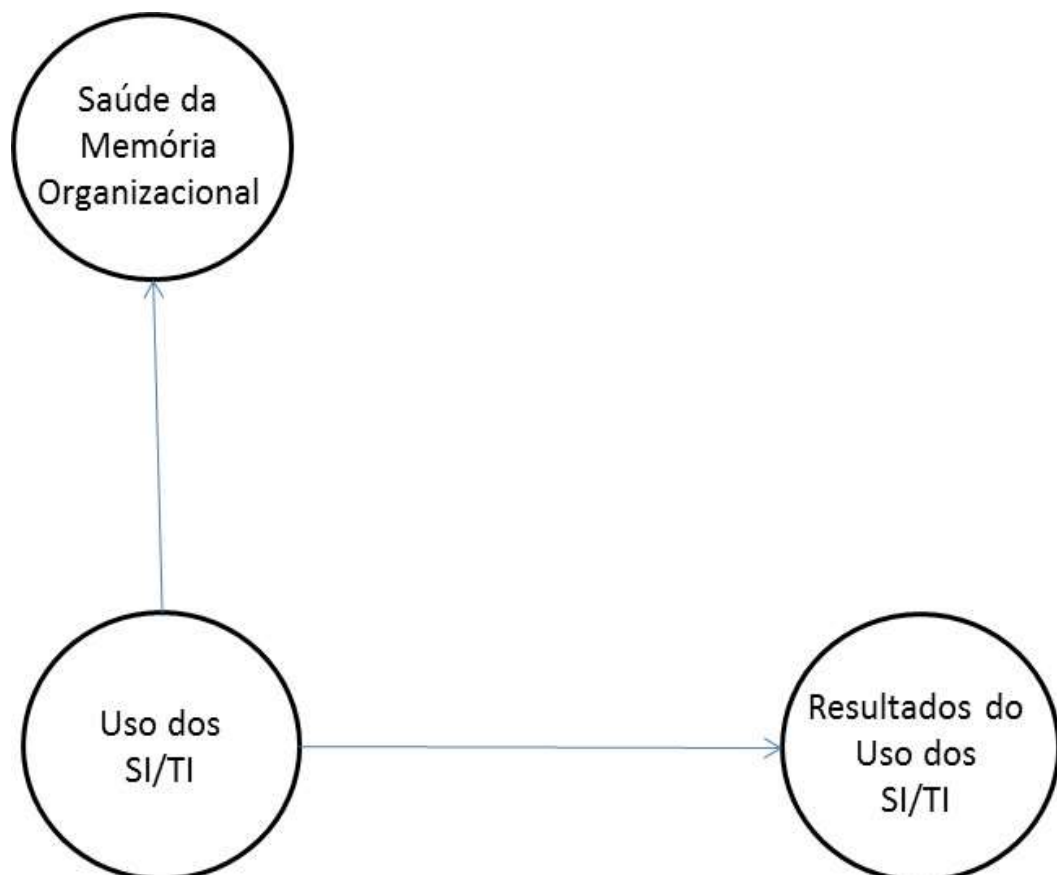 Saúde da
Memória
Organizacional
Uso dos
SI/TI
Resultados do
Uso dos
SI/TI